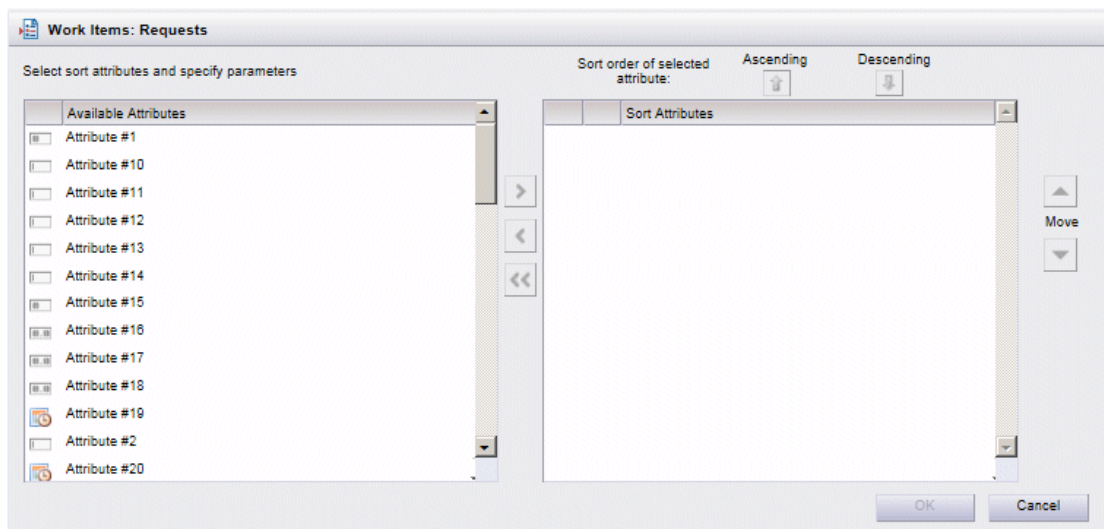 Work Items: Requests
Select sort attributes and specify parameters
Sort order of selected
attribute:
Ascending
Descending
Available Attributes
Attribute #1
Attribute #10
Attribute #11
Attribute #12
Attribute #13
Attribute #14
Attribute #15
Attribute #16
Attribute #17
Attribute #18
Attribute #19
Attribute #2
Attribute #20
Sort Attributes
Move
OK
Cancel